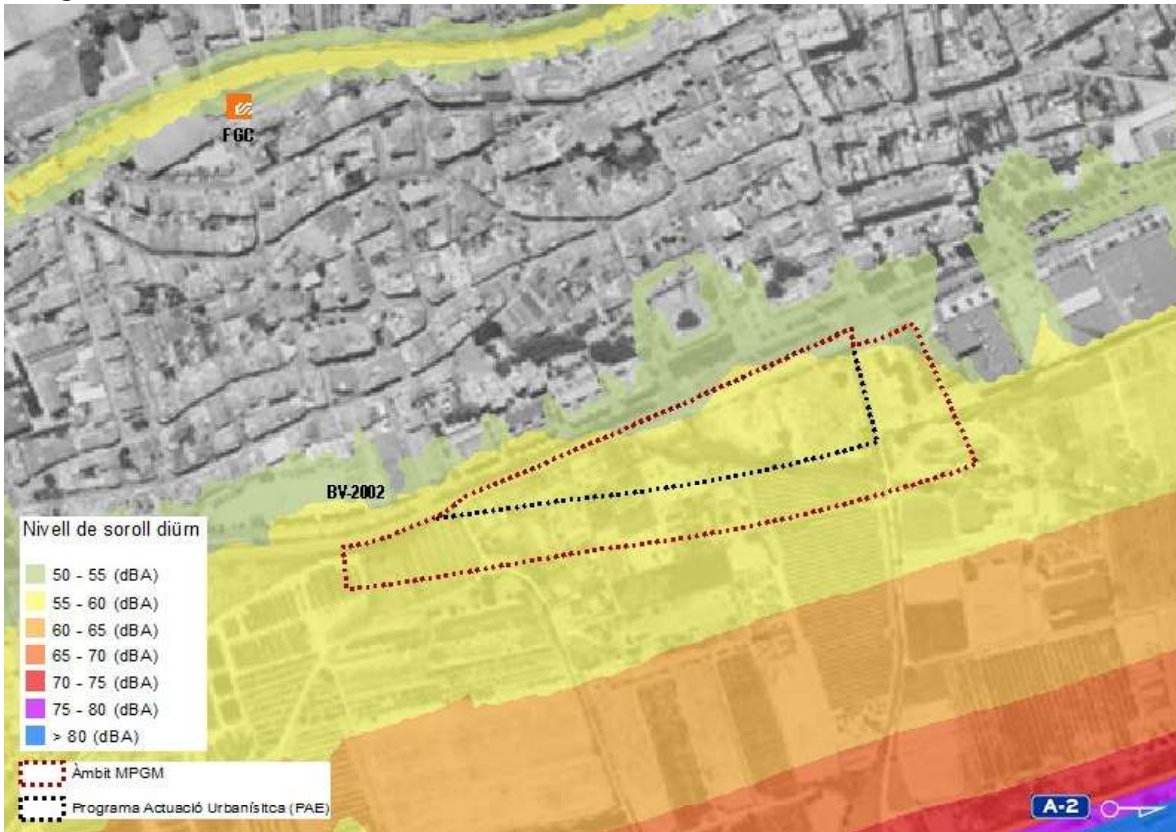 FGC
BV-2002
Nivell de soroll diürn
50 - 55 (dBA)
55 - 60 (dBA)
60 - 65 (dBA)
65 - 70 (dBA)
70 - 75 (dBA)
75 - 80 (dBA)
> 80 (dBA)
Àmbit MPGM
Programa Actuació Urbanísitca (PAE)
A-2